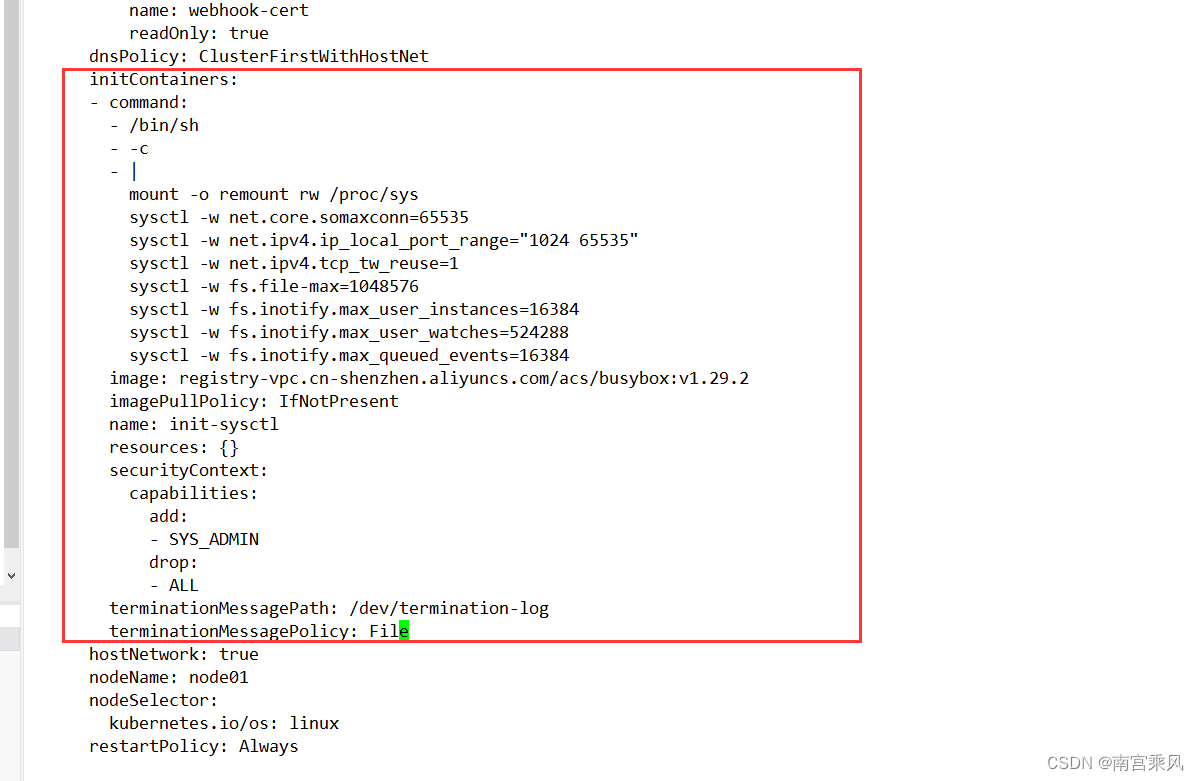 name: webhook-cert
readOnly: true
dnsPolicy: ClusterFirstWithHostNet
initContainers:
- command:
- /bin/sh
- -c
- |
mount -o remount rw /proc/sys
sysctl -w net.core.somaxconn=65535
sysctl -w net.ipv4.ip_local_port_range="1024 65535"
sysctl -w net.ipv4.tcp_tw_reuse=1
sysctl -w fs.file-max=1048576
sysctl -w fs.inotify.max_user_instances=16384
sysctl -w fs.inotify.max_user_watches=524288
sysctl -w fs.inotify.max_queued_events=16384
image: registry-vpc.cn-shenzhen.aliyuncs.com/acs/busybox:v1.29.2
imagePullPolicy: IfNotPresent
name: init-sysctl
resources: {}
securityContext:
capabilities:
add:
- SYS_ADMIN
drop:
- ALL
terminationMessagePath: /dev/termination-log
terminationMessagePolicy: File
hostNetwork: true
nodeName: node01
nodeSelector:
kubernetes.io/os: linux
restartPolicy: Always
CSDN @南宫乘风